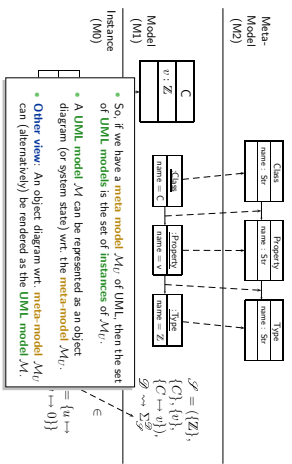 Meta-
Model
(M2)
Class
name : Str
Property
name : Str
Type
name : Str
Model
(M1)
C
v : ℤ
:Class
name = C
:Property
name = v
:Type
name = ℤ
𝒮 = ({ℤ},
{C}, {v},
{C ↦ v}),
Instance
(M0)
∈
= {u ↦
↦ 0}}
• So, if we have a meta model ℳ_U of UML, then the set
of UML models is the set of instances of ℳ_U.
• A UML model ℳ can be represented as an object
diagram (or system state) wrt. the meta-model ℳ_U.
• Other view: An object diagram wrt. meta-model ℳ_U
can (alternatively) be rendered as the UML model ℳ.